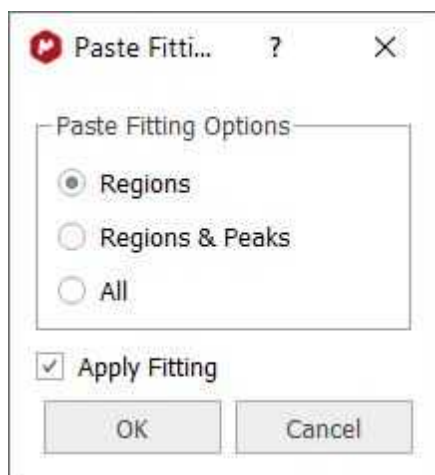 Paste Fitti... ?
Paste Fitting Options
Regions
Regions & Peaks
All
Apply Fitting
OK Cancel